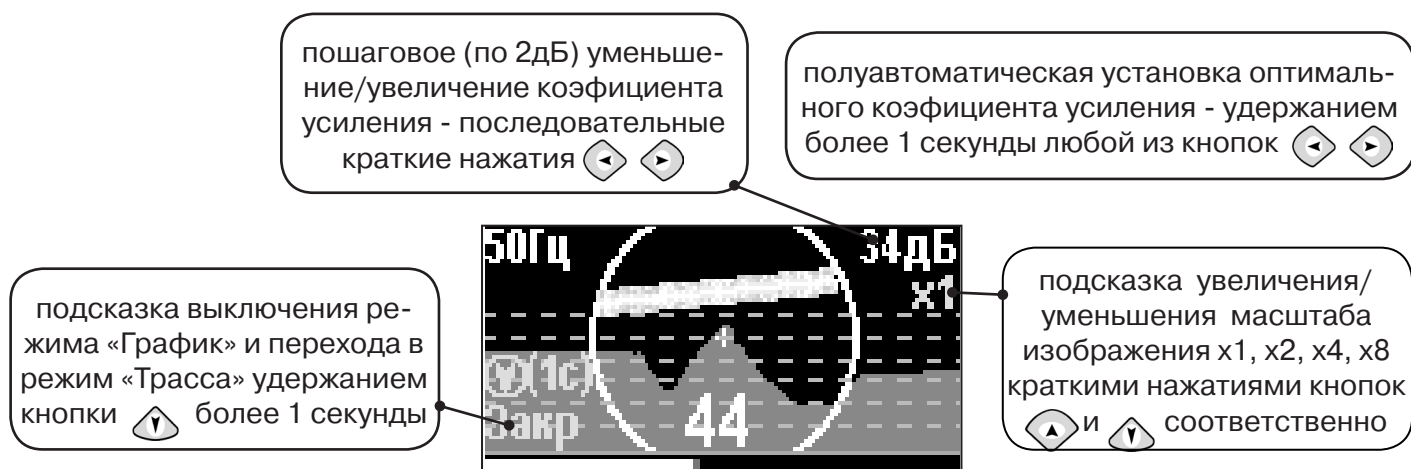 пошаговое (по 2дБ) уменьше-
ние/увеличение коэфициента
усиления - последовательные
краткие нажатия
полуавтоматическая установка оптималь-
ного коэфициента усиления - удержанием
более 1 секунды любой из кнопок
подсказка выключения ре-
жима «График» и перехода в
режим «Трасса» удержанием
кнопки более 1 секунды
50Гц
34дБ
x1
(1с)
Закр
44
подсказка увеличения/
уменьшения масштаба
изображения x1, x2, x4, x8
краткими нажатиями кнопок
и соответственно